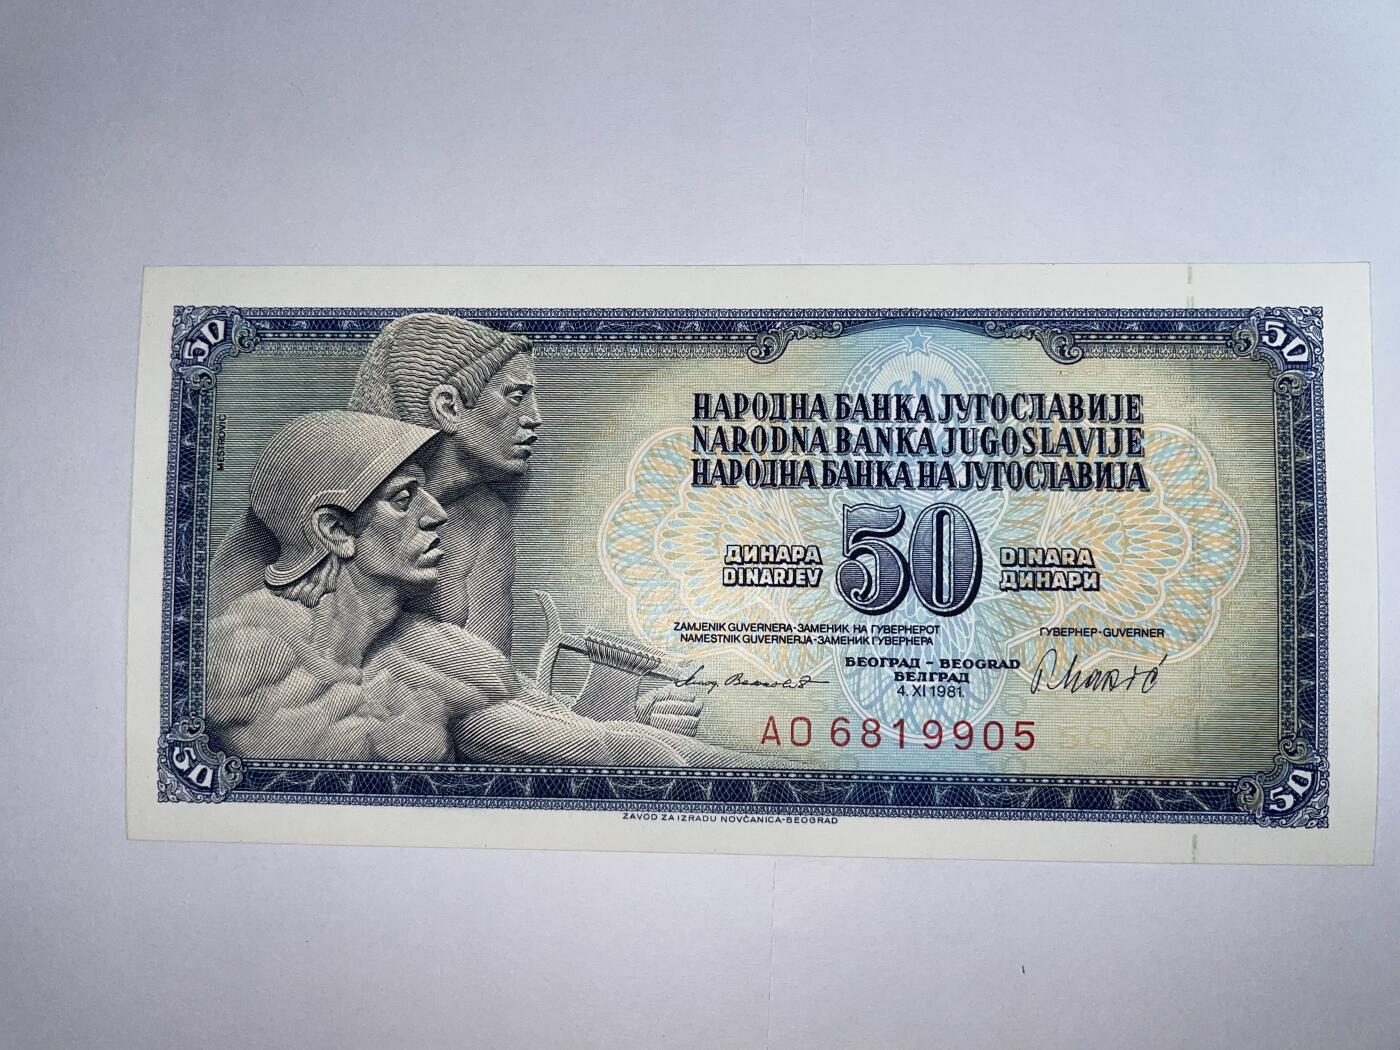 50
50
MEŠTROVIĆ
НАРОДНА БАНКА ЈУГОСЛАВИЈЕ
NARODNA BANKA JUGOSLAVIJE
НАРОДНА БАНКА НА ЈУГОСЛАВИЈА
ДИНАРА 50 DINARA
DINARJEV ДИНАРИ
ZAMJENIK GUVERNERA-ЗАМЕНИК НА ГУВЕРНЕРОТ
NAMESTNIK GUVERNERJA-ЗАМЕНИК ГУВЕРНЕРА
ГУВЕРНЕР-GUVERNER
БЕОГРАД - BEOGRAD
БЕЛГРАД
4. XI 1981.
AO 6819905
50
50
50
50
ZAVOD ZA IZRADU NOVČANICA-BEOGRAD